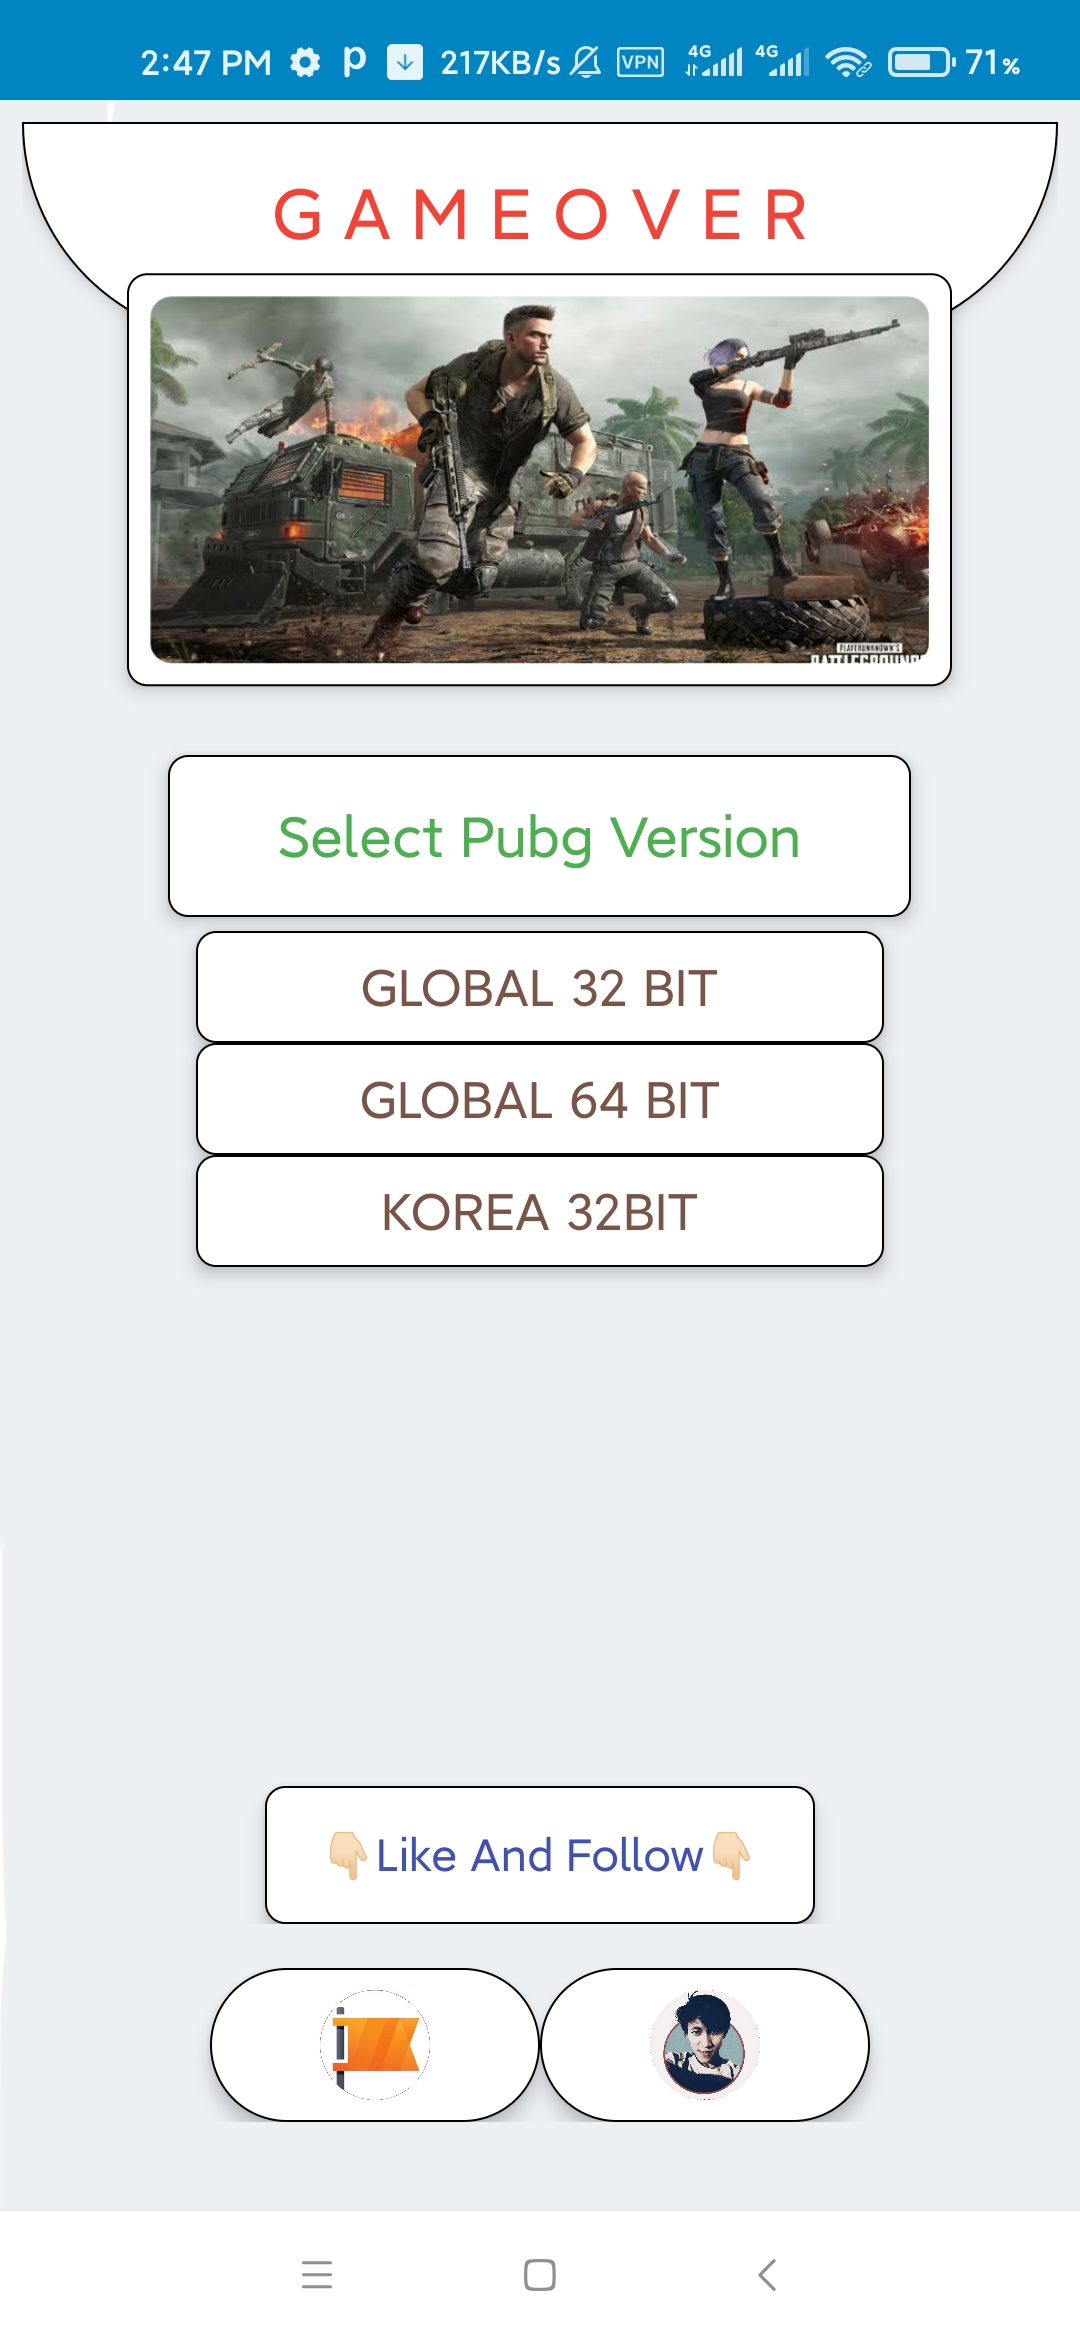 2:47 PM 217KB/s VPN 4G 4G 71%
GAMEOVER
PLAYERUNKNOWN'S
BATTLEGROUNDS
Select Pubg Version
GLOBAL 32 BIT
GLOBAL 64 BIT
KOREA 32BIT
👇🏻Like And Follow👇🏻